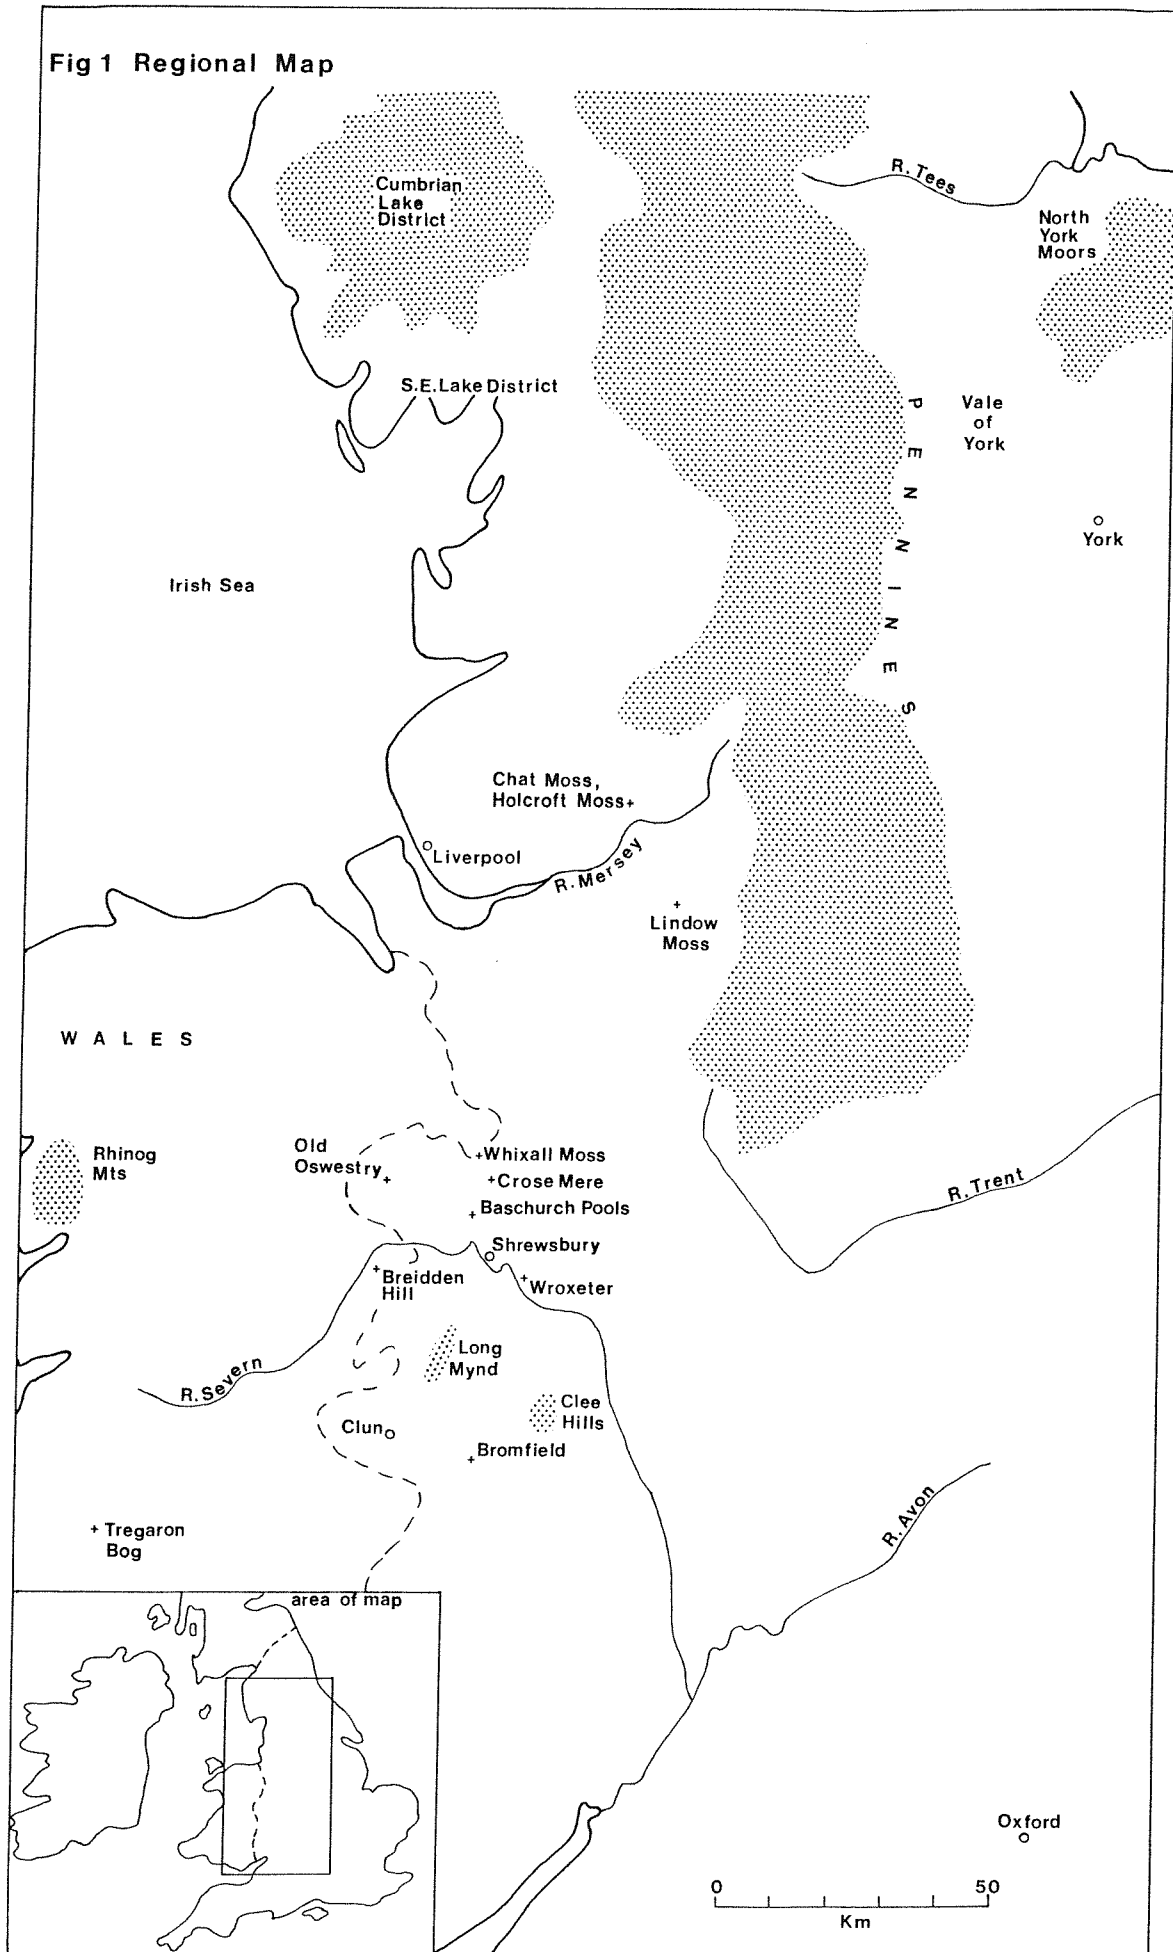 Fig 1 Regional Map
Cumbrian
Lake
District
R. Tees
North
York
Moors
S.E. Lake District
PENNINES
Vale
of
York
York
Irish Sea
Chat Moss,
Holcroft Moss
Liverpool
R. Mersey
Lindow
Moss
WALES
Rhinog
Mts
Old
Oswestry
Whixall Moss
Crose Mere
Baschurch Pools
R. Trent
Shrewsbury
Breidden
Hill
Wroxeter
Long
Mynd
R. Severn
Clee
Hills
Clun
Bromfield
R. Avon
Tregaron
Bog
area of map
Oxford
0 50
Km